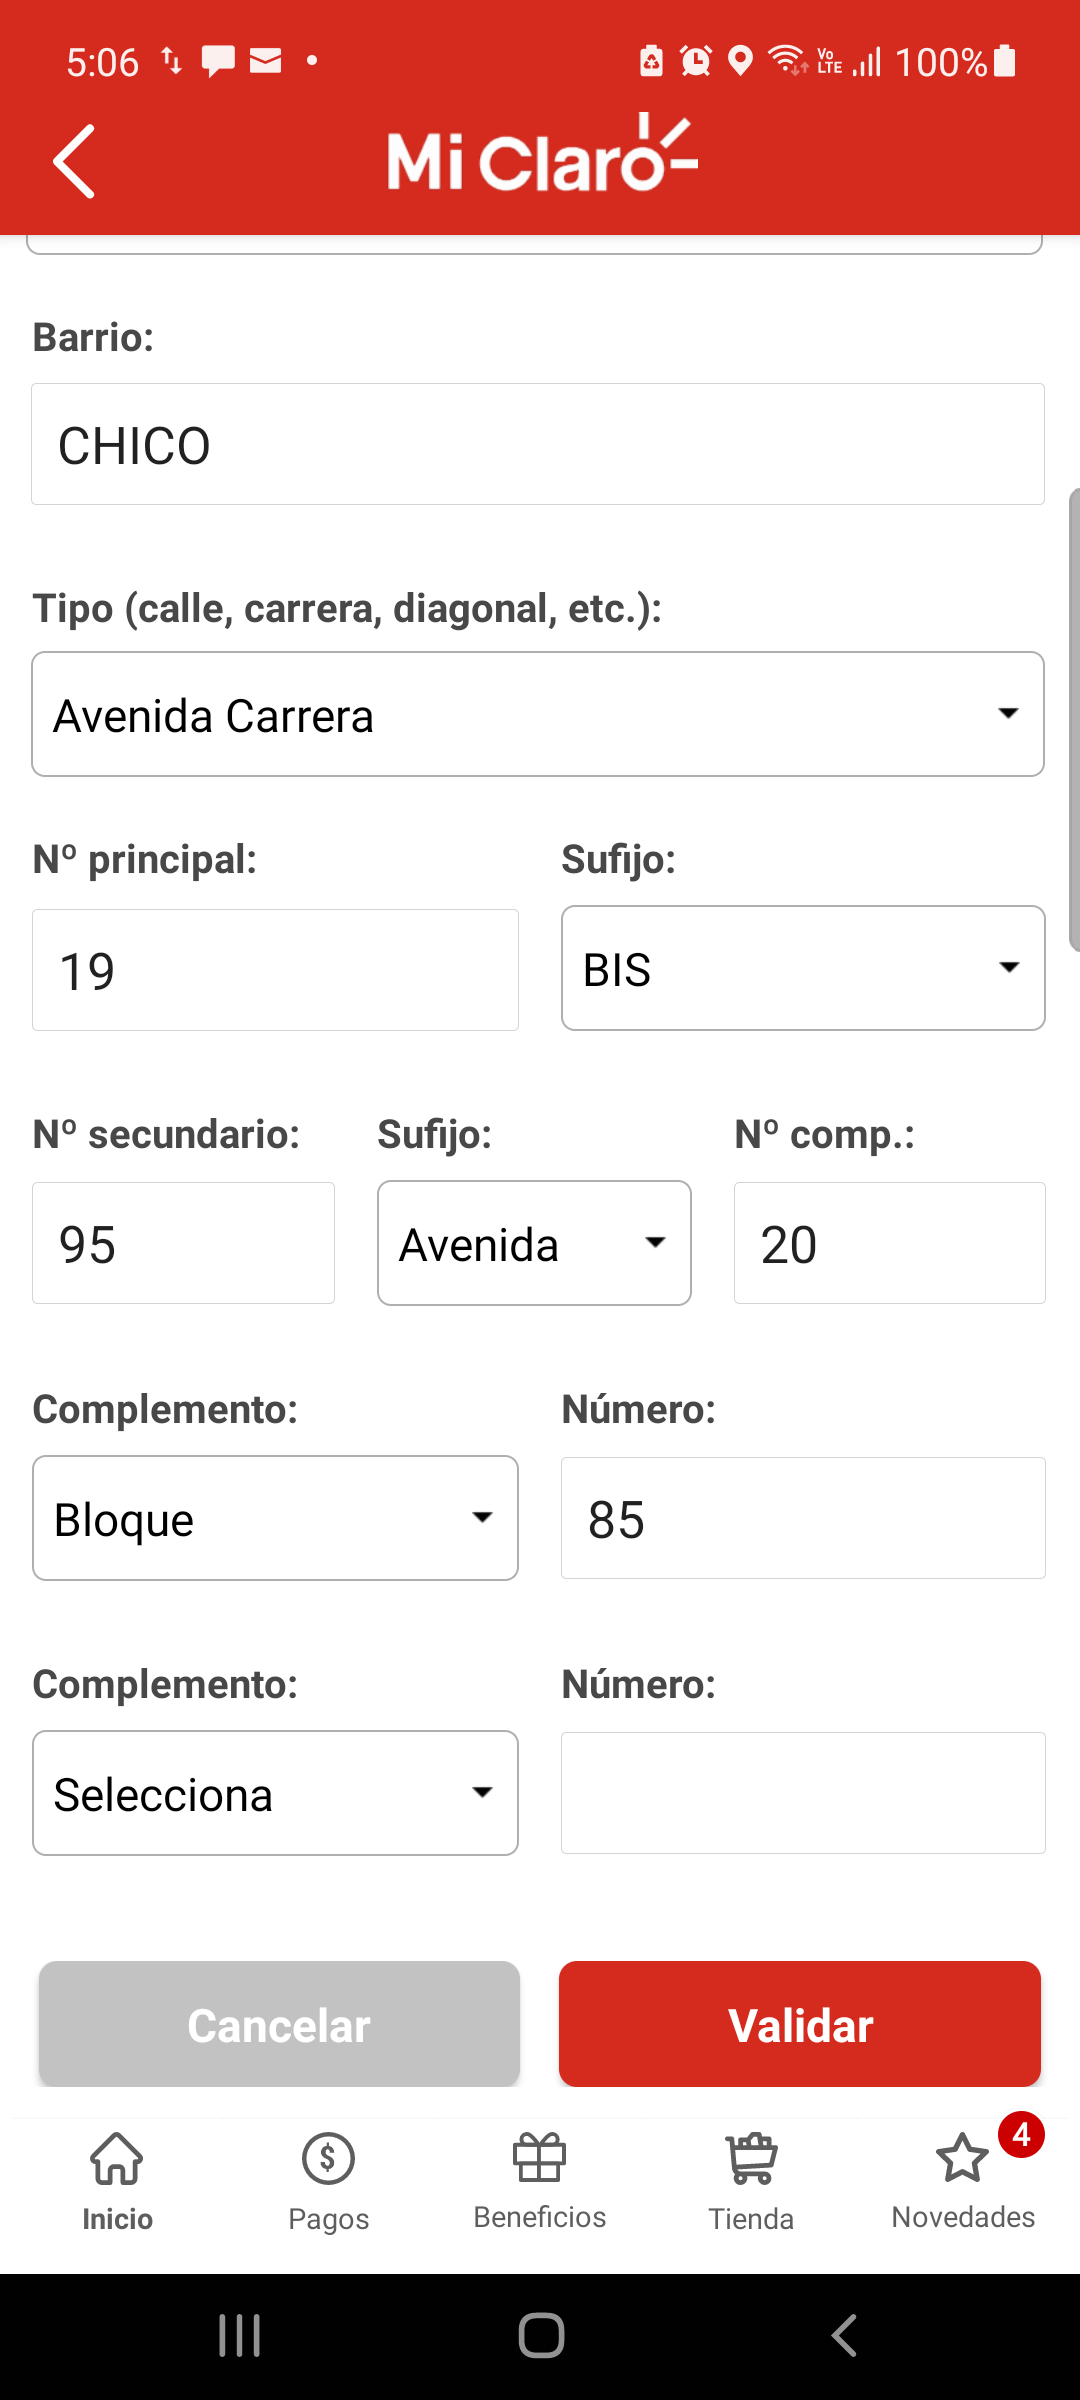 5:06 Vo LTE 100%
Mi Claro
Barrio:
CHICO
Tipo (calle, carrera, diagonal, etc.):
Avenida Carrera
Nº principal: Sufijo:
19 BIS
Nº secundario: Sufijo: Nº comp.:
95 Avenida 20
Complemento: Número:
Bloque 85
Complemento: Número:
Selecciona
Cancelar Validar
4
Inicio Pagos Beneficios Tienda Novedades